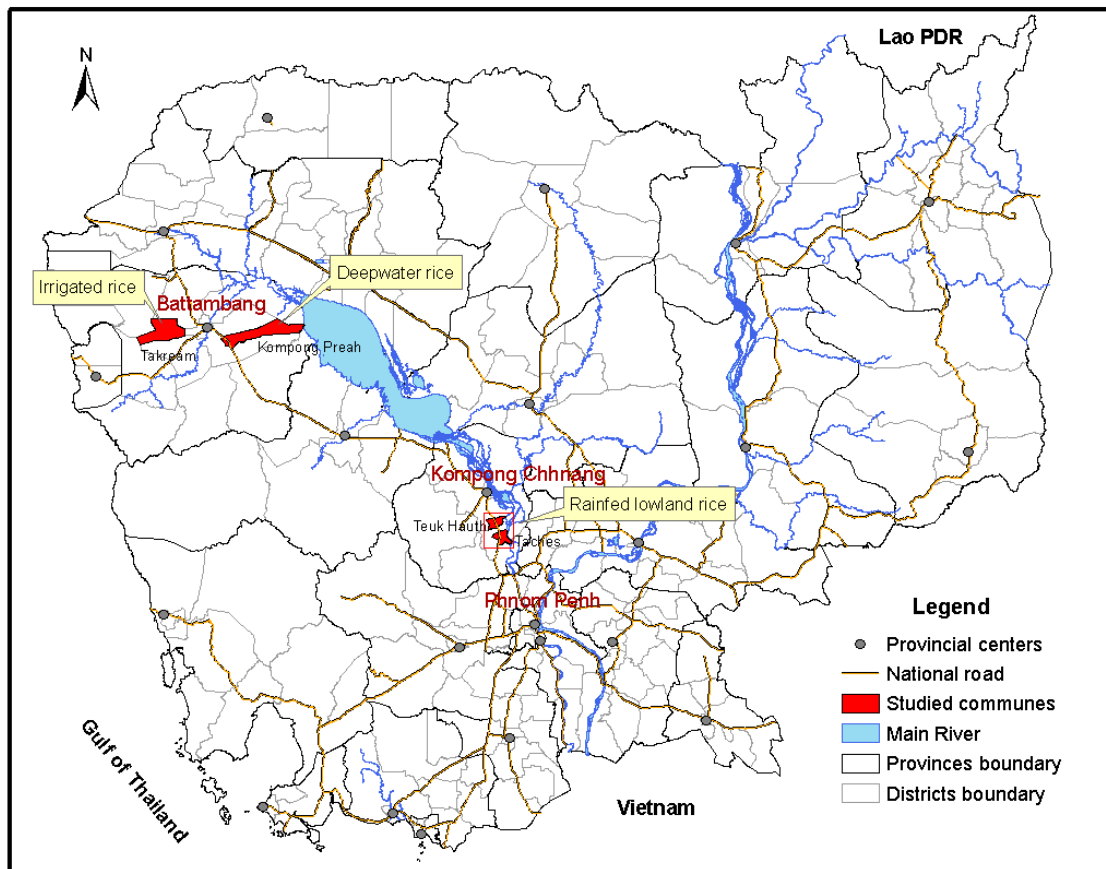 Lao PDR
N
Deepwater rice
Irrigated rice
Battambang
Kompong Preah
Takream
Kompong Chhnang
Rainfed lowland rice
Teuk Hauth
Taches
Phnom Penh
Legend
Provincial centers
National road
Studied communes
Main River
Provinces boundary
Districts boundary
Gulf of Thailand
Vietnam